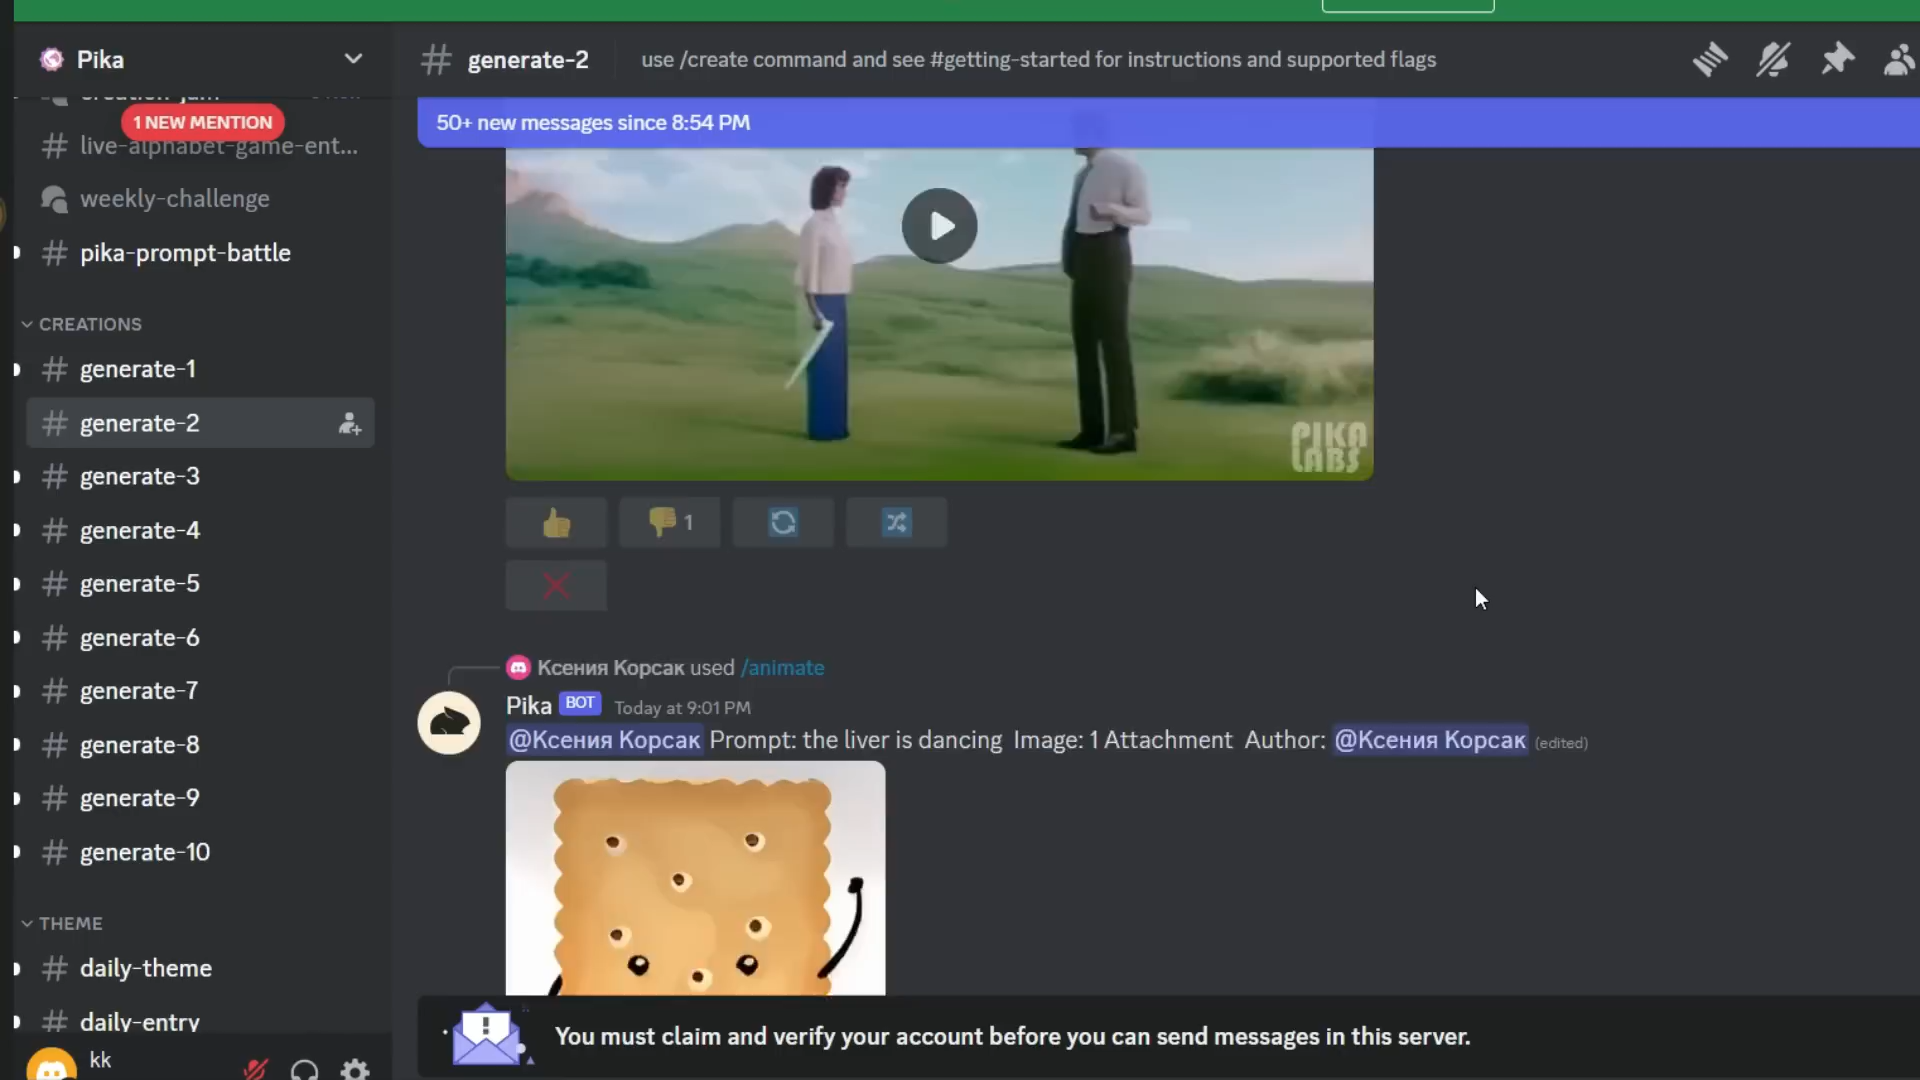 Pika
generate-2
use /create command and see #getting-started for instructions and supported flags
1 NEW MENTION
live-alphabet-game-ent...
weekly-challenge
pika-prompt-battle
CREATIONS
generate-1
generate-2
generate-3
generate-4
generate-5
generate-6
generate-7
generate-8
generate-9
generate-10
THEME
daily-theme
daily-entry
kk
50+ new messages since 8:54 PM
PIKA
LABS
1
Ксения Корсак used /animate
Pika BOT Today at 9:01 PM
@Ксения Корсак Prompt: the liver is dancing Image: 1 Attachment Author: @Ксения Корсак (edited)
You must claim and verify your account before you can send messages in this server.